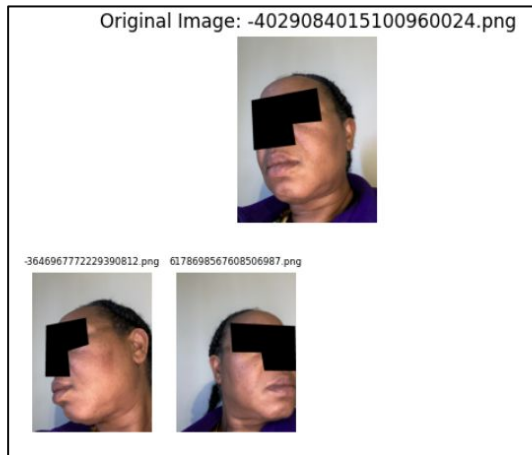 Original Image: -4029084015100960024.png
-3646967772229390812.png
6178698567608506987.png